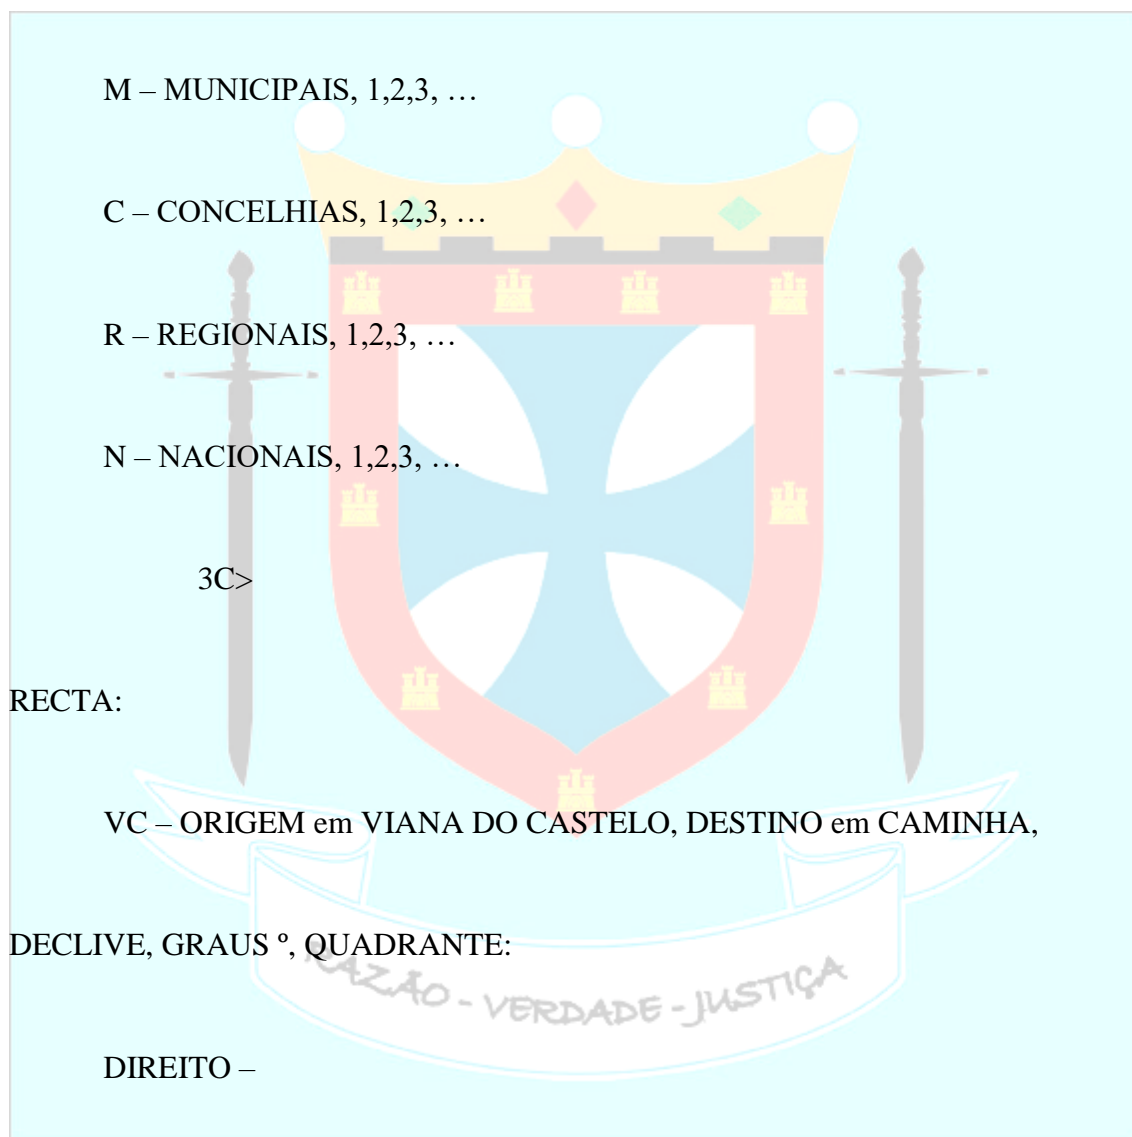 M – MUNICIPAIS, 1,2,3, …
C – CONCELHIAS, 1,2,3, …
R – REGIONAIS, 1,2,3, …
N – NACIONAIS, 1,2,3, …
3C>
RECTA:
VC – ORIGEM em VIANA DO CASTELO, DESTINO em CAMINHA,
DECLIVE, GRAUS º, QUADRANTE:
RAZÃO - VERDADE - JUSTIÇA
DIREITO –